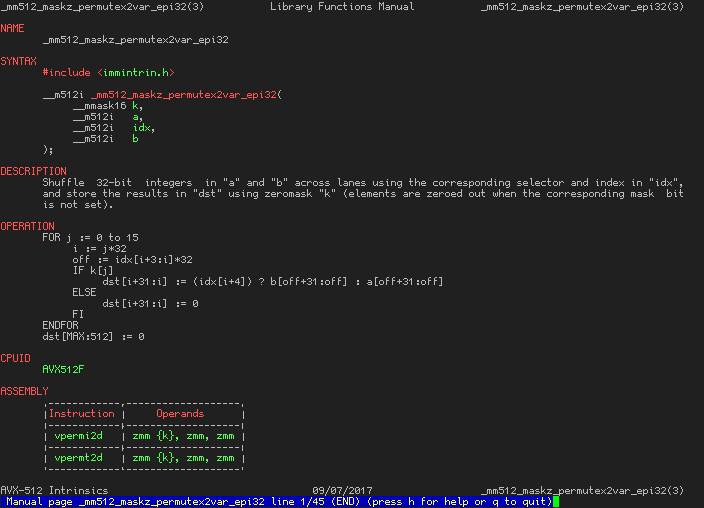 _mm512_maskz_permutex2var_epi32(3) Library Functions Manual _mm512_maskz_permutex2var_epi32(3)
NAME
_mm512_maskz_permutex2var_epi32
SYNTAX
#include <immintrin.h>
__m512i _mm512_maskz_permutex2var_epi32(
__mmask16 k,
__m512i a,
__m512i idx,
__m512i b
);
DESCRIPTION
Shuffle 32-bit integers in "a" and "b" across lanes using the corresponding selector and index in "idx",
and store the results in "dst" using zeromask "k" (elements are zeroed out when the corresponding mask bit
is not set).
OPERATION
FOR j := 0 to 15
i := j*32
off := idx[i+3:i]*32
IF k[j]
dst[i+31:i] := (idx[i+4]) ? b[off+31:off] : a[off+31:off]
ELSE
dst[i+31:i] := 0
FI
ENDFOR
dst[MAX:512] := 0
CPUID
AVX512F
ASSEMBLY
Instruction Operands
vpermi2d zmm {k}, zmm, zmm
vpermt2d zmm {k}, zmm, zmm
AVX-512 Intrinsics 09/07/2017 _mm512_maskz_permutex2var_epi32(3)
Manual page _mm512_maskz_permutex2var_epi32 line 1/45 (END) (press h for help or q to quit)